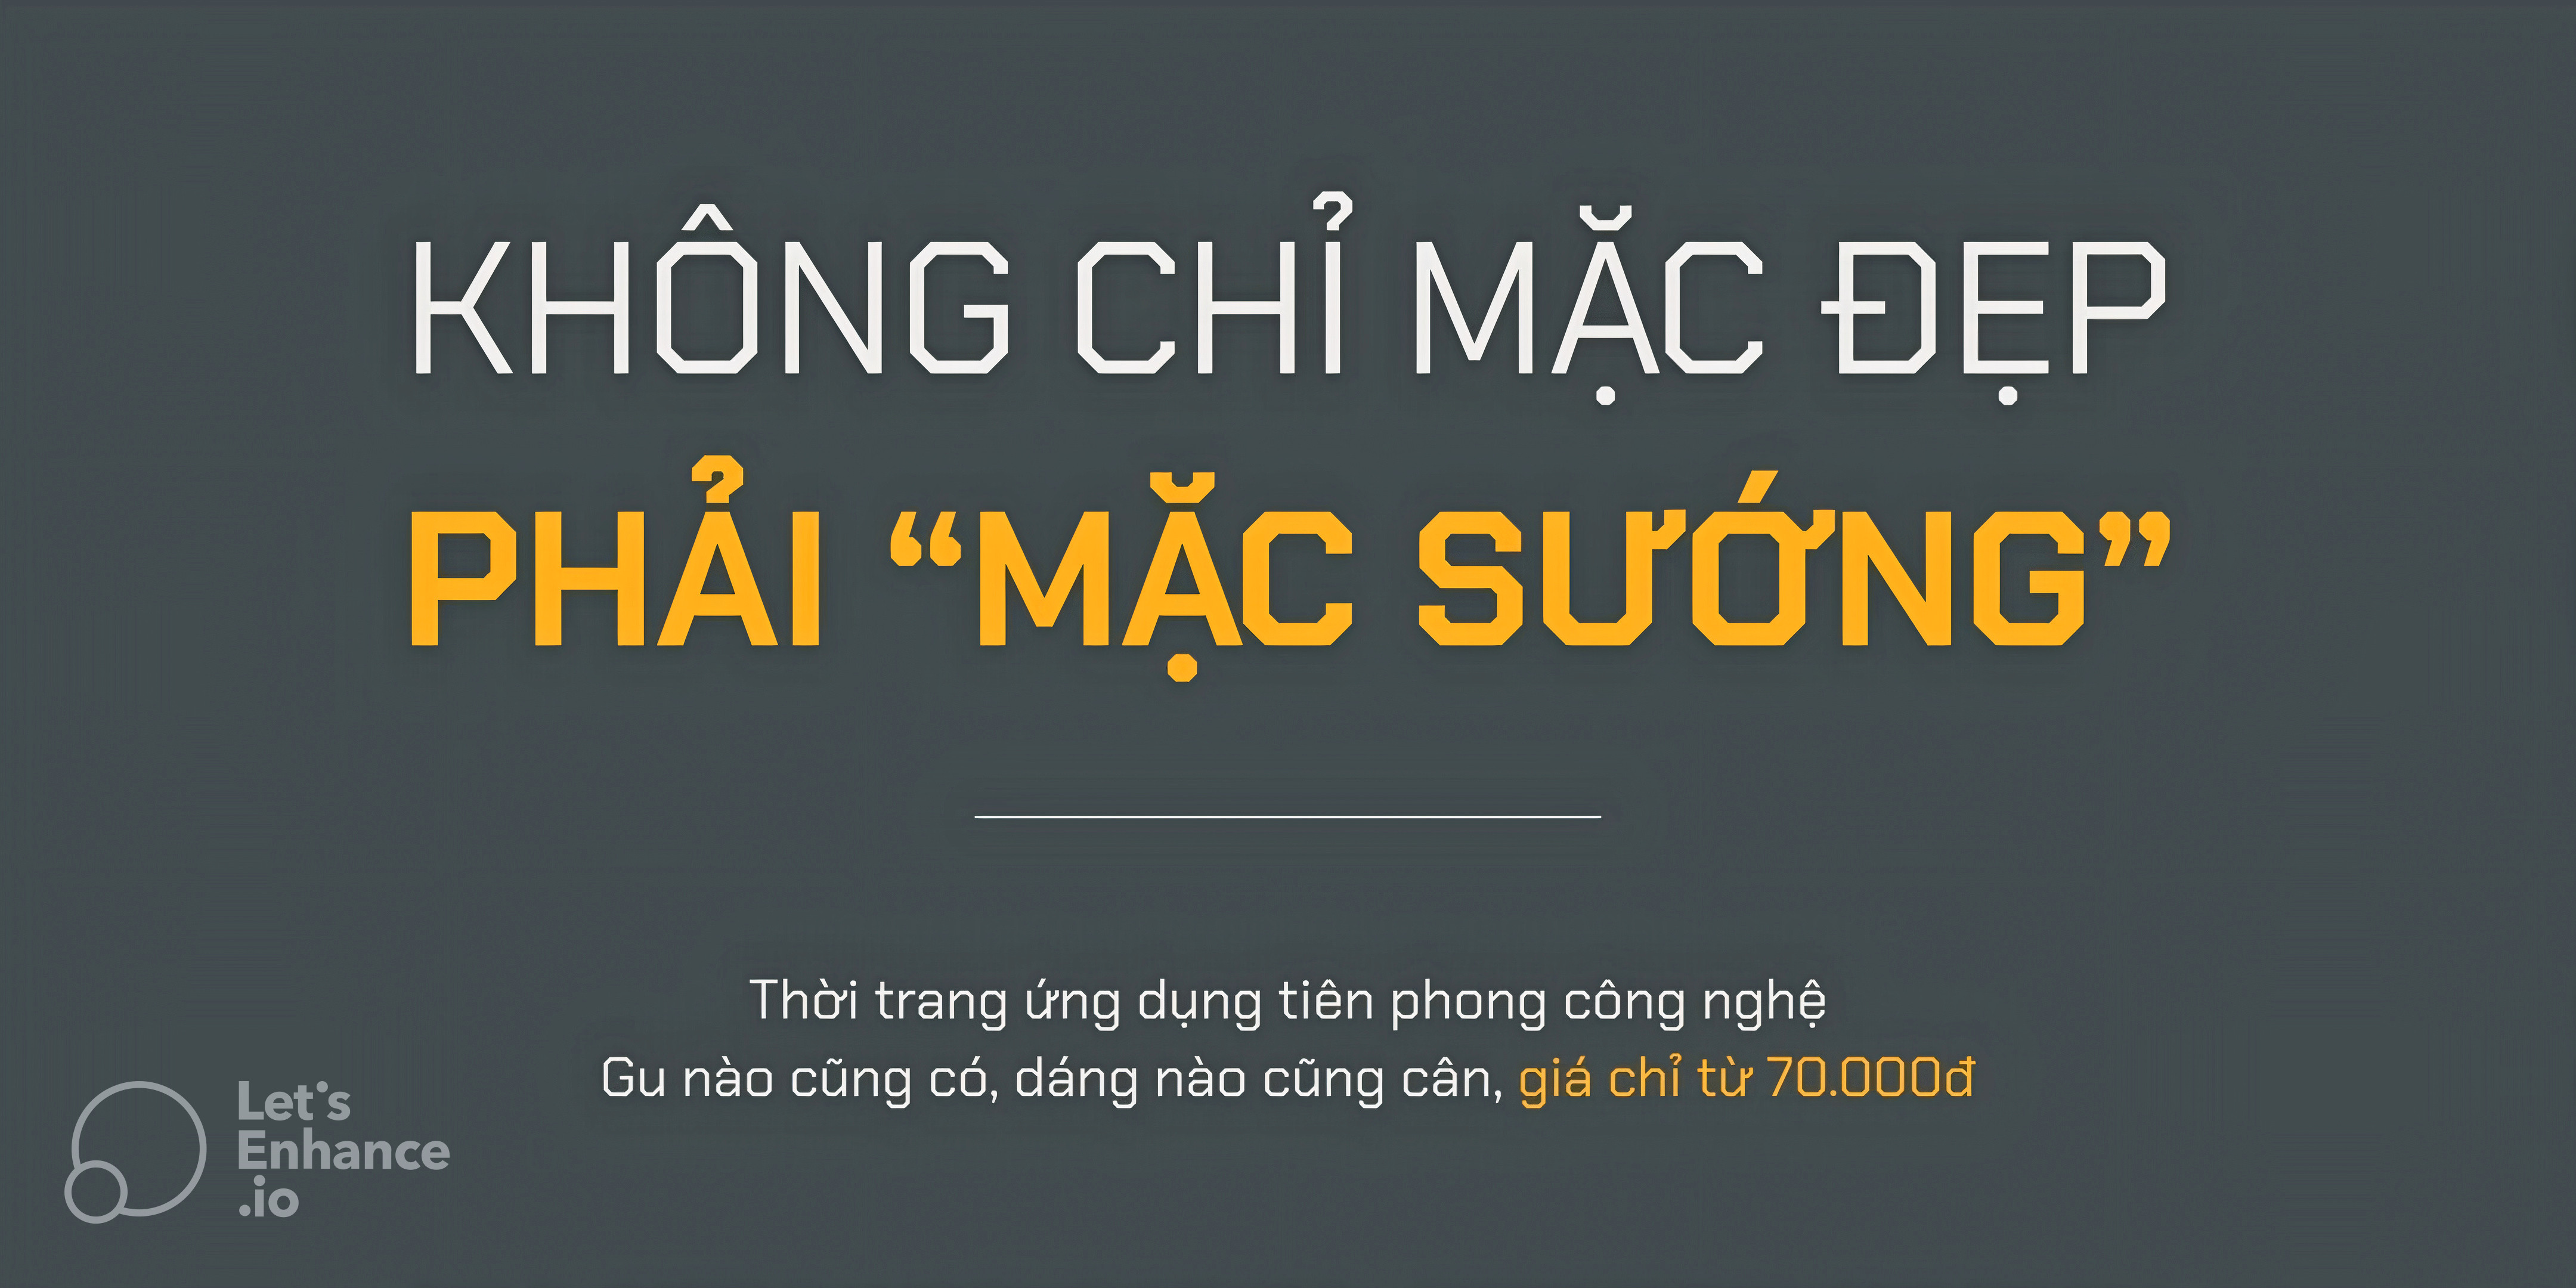 KHÔNG CHỈ MẶC ĐẸP
PHẢI “MẶC SƯỚNG”
Thời trang ứng dụng tiên phong công nghệ
Gu nào cũng có, dáng nào cũng cân, giá chỉ từ 70.000đ
Let's
Enhance
.io